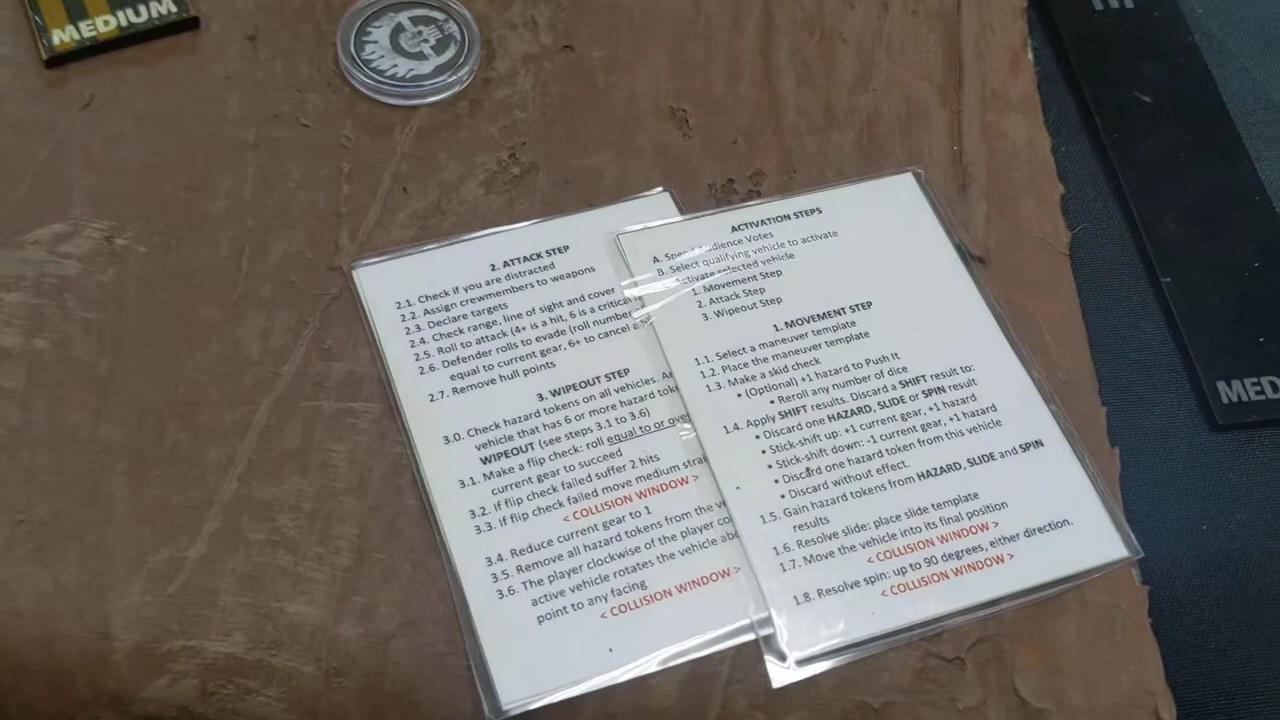 MEDIUM
2. ATTACK STEP
2.1. Check if you are distracted
2.2. Assign crewmembers to weapons
2.3. Declare targets
2.4. Check range, line of sight and cover
2.5. Roll to attack (4+ is a hit, 6 is a critical
2.6. Defender rolls to evade (roll number
equal to current gear, 6+ to cancel a
2.7. Remove hull points
3. WIPEOUT STEP
3.0. Check hazard tokens on all vehicles.
vehicle that has 6 or more hazard
WIPEOUT (see steps 3.1 to 3.6)
3.1. Make a flip check: roll equal to or over
current gear to succeed
3.2. If flip check failed suffer 2 hits
3.3. If flip check failed move medium
< COLLISION WINDOW >
3.4. Reduce current gear to 1
3.5. Remove all hazard tokens from the
3.6. The player clockwise of the player
active vehicle rotates the vehicle
point to any facing
< COLLISION WINDOW >
ACTIVATION STEPS
A. Spend Audience Votes
B. Select qualifying vehicle to activate
Activate selected vehicle
1. Movement Step
2. Attack Step
3. Wipeout Step
1. MOVEMENT STEP
1.1. Select a maneuver template
1.2. Place the maneuver template
1.3. Make a skid check
• (Optional) +1 hazard to Push It
• Reroll any number of dice
1.4. Apply SHIFT results. Discard a SHIFT result to:
• Discard one HAZARD, SLIDE or SPIN result
• Stick-shift up: +1 current gear, +1 hazard
• Stick-shift down: -1 current gear, +1 hazard
• Discard one hazard token from this vehicle
• Discard without effect.
1.5. Gain hazard tokens from HAZARD, SLIDE and SPIN
results
1.6. Resolve slide: place slide template
1.7. Move the vehicle into its final position
< COLLISION WINDOW >
1.8. Resolve spin: up to 90 degrees, either direction.
< COLLISION WINDOW >
MED